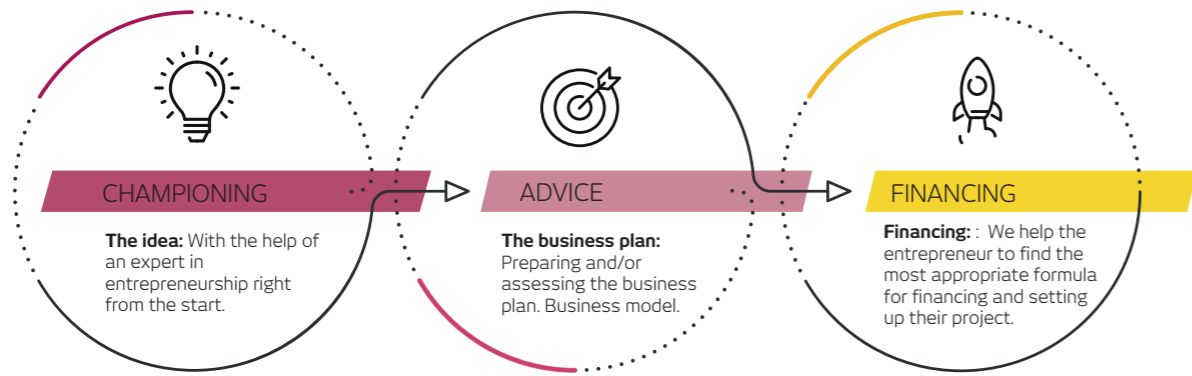 CHAMPIONING
The idea: With the help of
an expert in
entrepreneurship right
from the start.
ADVICE
The business plan:
Preparing and/or
assessing the business
plan. Business model.
FINANCING
Financing: :  We help the
entrepreneur to find the
most appropriate formula
for financing and setting
up their project.